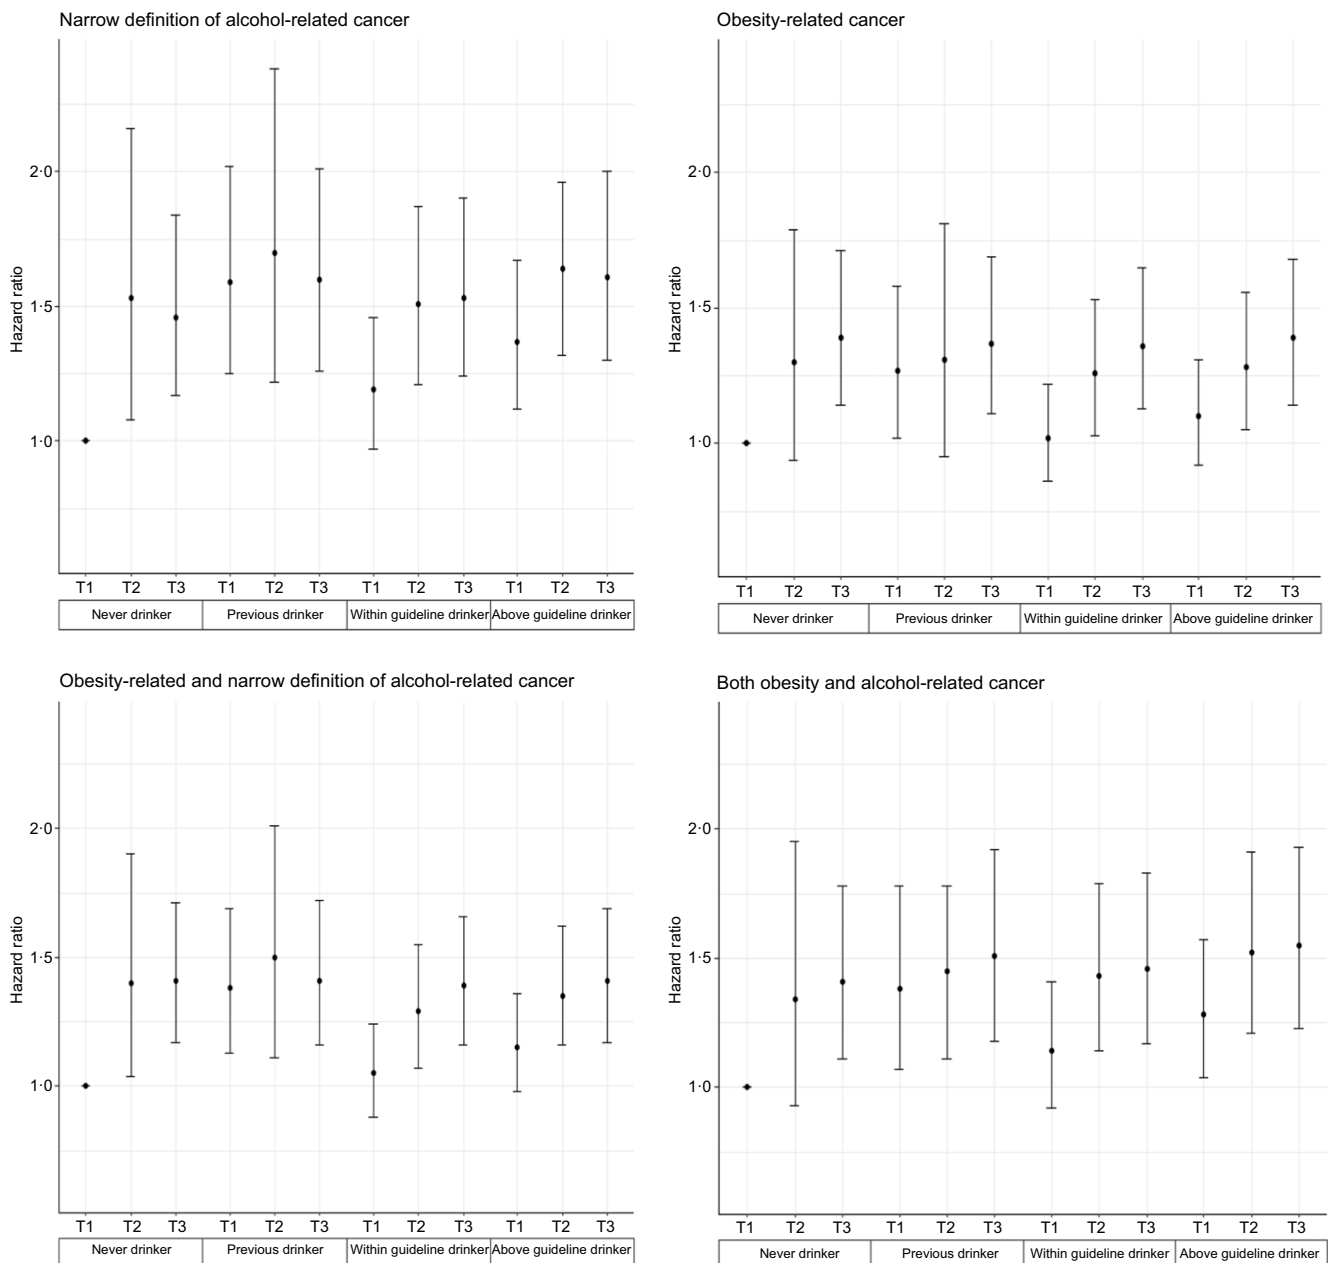 Narrow definition of alcohol-related cancer
Hazard ratio
2·0
1·5
1·0
T1 T2 T3 T1 T2 T3 T1 T2 T3 T1 T2 T3
Never drinker Previous drinker Within guideline drinker Above guideline drinker
Obesity-related cancer
Hazard ratio
2·0
1·5
1·0
T1 T2 T3 T1 T2 T3 T1 T2 T3 T1 T2 T3
Never drinker Previous drinker Within guideline drinker Above guideline drinker
Obesity-related and narrow definition of alcohol-related cancer
Hazard ratio
2·0
1·5
1·0
T1 T2 T3 T1 T2 T3 T1 T2 T3 T1 T2 T3
Never drinker Previous drinker Within guideline drinker Above guideline drinker
Both obesity and alcohol-related cancer
Hazard ratio
2·0
1·5
1·0
T1 T2 T3 T1 T2 T3 T1 T2 T3 T1 T2 T3
Never drinker Previous drinker Within guideline drinker Above guideline drinker